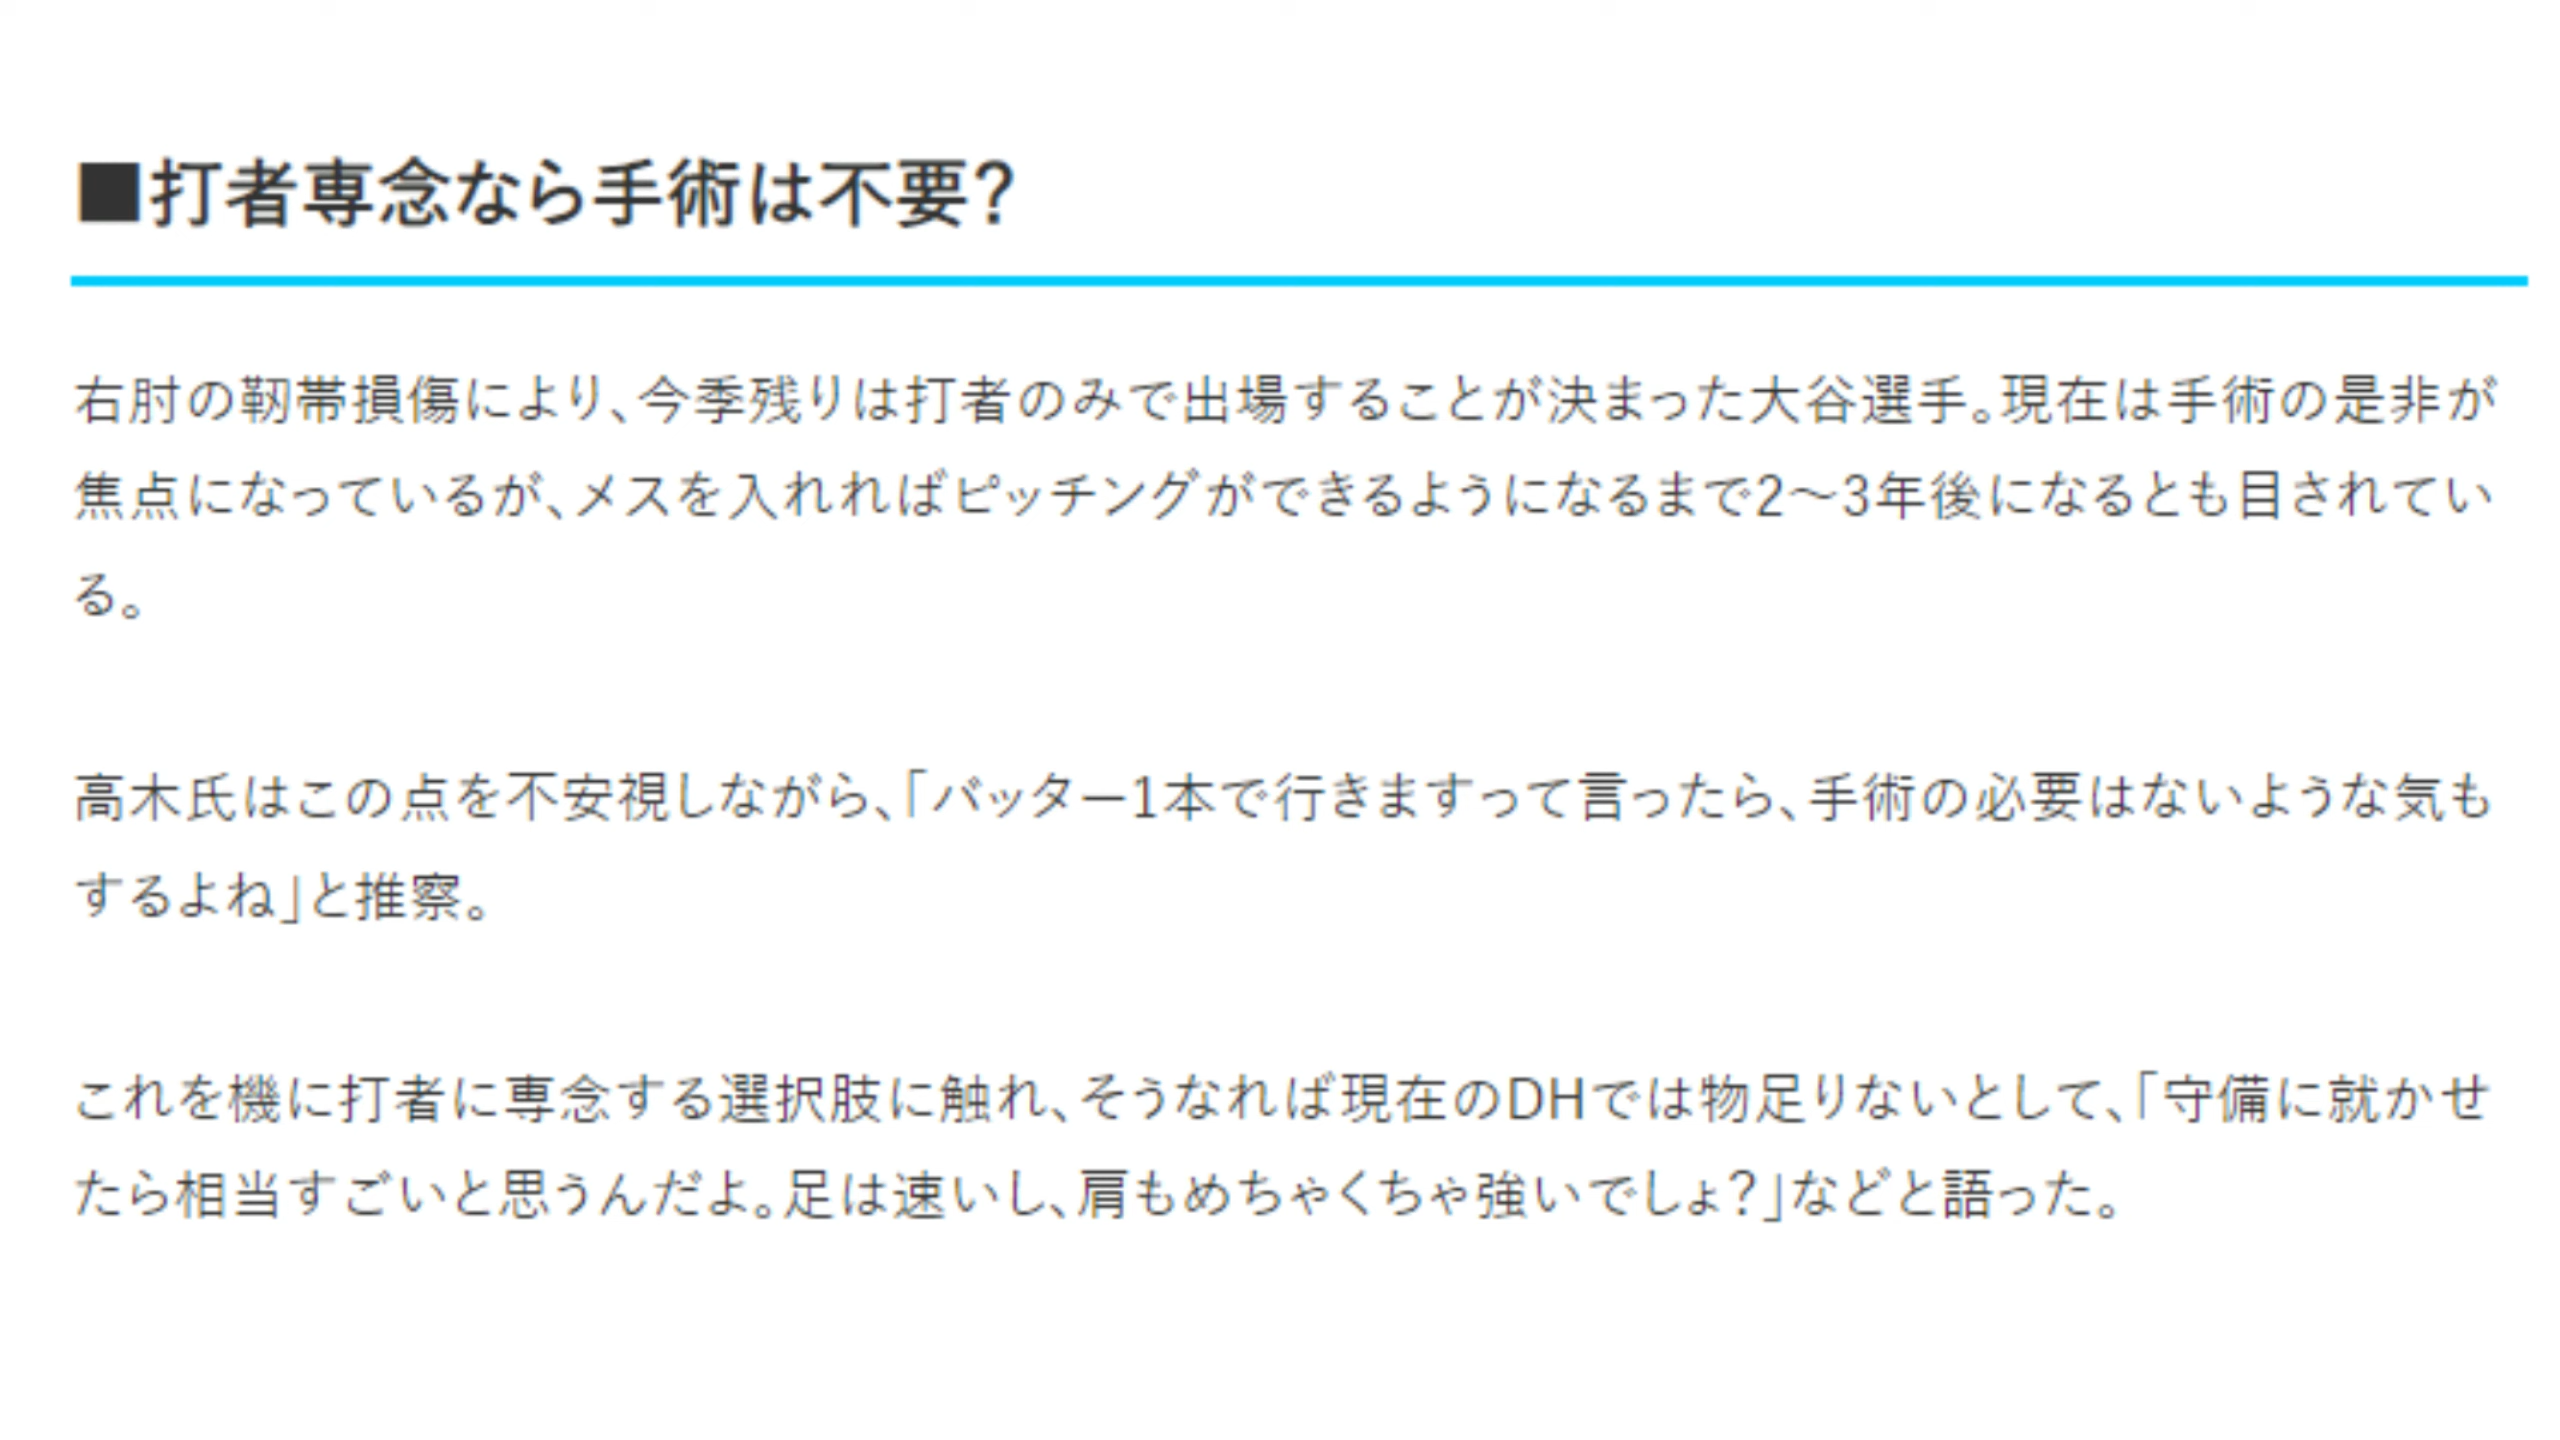 ■打者専念なら手術は不要?
右肘の靭帯損傷により、今季残りは打者のみで出場することが決まった大谷選手。現在は手術の是非が
焦点になっているが、メスを入れればピッチングができるようになるまで2〜3年後になるとも目されてい
る。
高木氏はこの点を不安視しながら、「バッター1本で行きますって言ったら、手術の必要はないような気も
するよね」と推察。
これを機に打者に専念する選択肢に触れ、そうなれば現在のDHでは物足りないとして、「守備に就かせ
たら相当すごいと思うんだよ。足は速いし、肩もめちゃくちゃ強いでしょ?」などと語った。